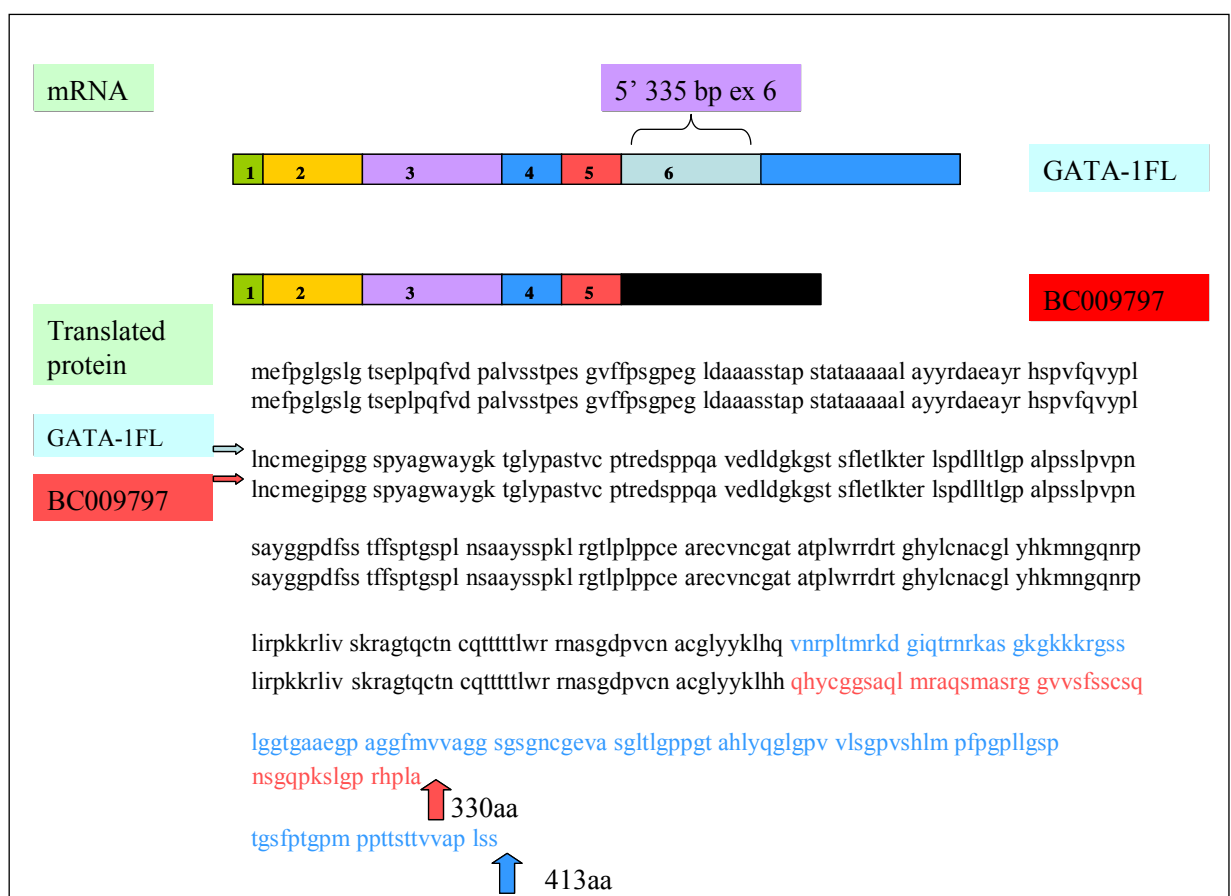 mRNA
5’ 335 bp ex 6
1 2 3 4 5 6
GATA-1FL
1 2 3 4 5
BC009797
Translated
protein
mefpglgslg tseplpqfvd palvsstpes gvffpsgpeg ldaaasstap stataaaaal ayyrdaeayr hspvfqvypl
mefpglgslg tseplpqfvd palvsstpes gvffpsgpeg ldaaasstap stataaaaal ayyrdaeayr hspvfqvypl
GATA-1FL
lncmegipgg spyagwaygk tglypastvc ptredsppqa vedldgkgst sfletlkter lspdlltlgp alpsslpvpn
BC009797
lncmegipgg spyagwaygk tglypastvc ptredsppqa vedldgkgst sfletlkter lspdlltlgp alpsslpvpn
sayggpdfss tffsptgspl nsaaysspkl rgtlplppce arecvncgat atplwrrdrt ghylcnacgl yhkmngqnrp
sayggpdfss tffsptgspl nsaaysspkl rgtlplppce arecvncgat atplwrrdrt ghylcnacgl yhkmngqnrp
lirpkkrliv skragtqctn cqtttttlwr rnasgdpvcn acglyyklhq vnrpltmrkd giqtrnrkas gkgkkkrgss
lirpkkrliv skragtqctn cqtttttlwr rnasgdpvcn acglyyklhh qhycggsaql mraqsmasrg gvvsfsscsq
lggtgaaegp aggfmvvagg sgsgncgeva sgltlgppgt ahlyqglgpv vlsgpvshlm pfpgpllgsp
nsgqpkslgp rhpla
330aa
tgsfptgpm ppttsttvvap lss
413aa